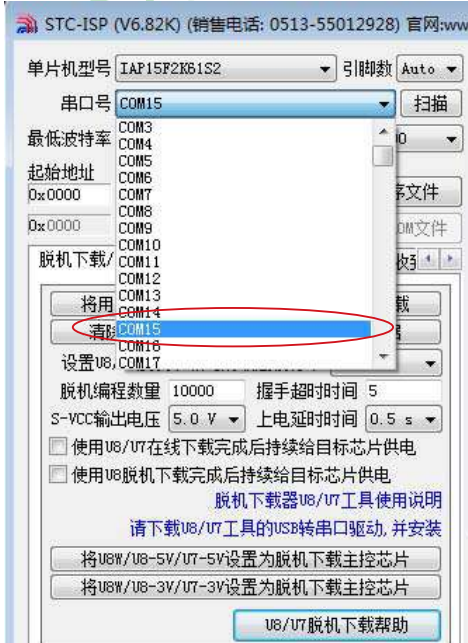 STC-ISP (V6.82K) (销售电话: 0513-55012928) 官网:ww
单片机型号 IAP15F2K61S2 引脚数 Auto
串口号 COM15 扫描
COM3
最低波特率 COM4
COM5
起始地址 COM6
0x0000 COM7 序文件
COM8
0x0000 COM9 OM文件
COM10
脱机下载/ COM11 收到
COM12
将用 COM13 载
COM14
清除 COM15
COM16
设置U8, COM17
脱机编程数量 10000 握手超时时间 5
S-VCC输出电压 5.0 V 上电延时时间 0.5 s
使用U8/U7在线下载完成后持续给目标芯片供电
使用U8脱机下载完成后持续给目标芯片供电
脱机下载器U8/U7工具使用说明
请下载U8/U7工具的USB转串口驱动, 并安装
将U8W/U8-5V/U7-5V设置为脱机下载主控芯片
将U8W/U8-3V/U7-3V设置为脱机下载主控芯片
U8/U7脱机下载帮助